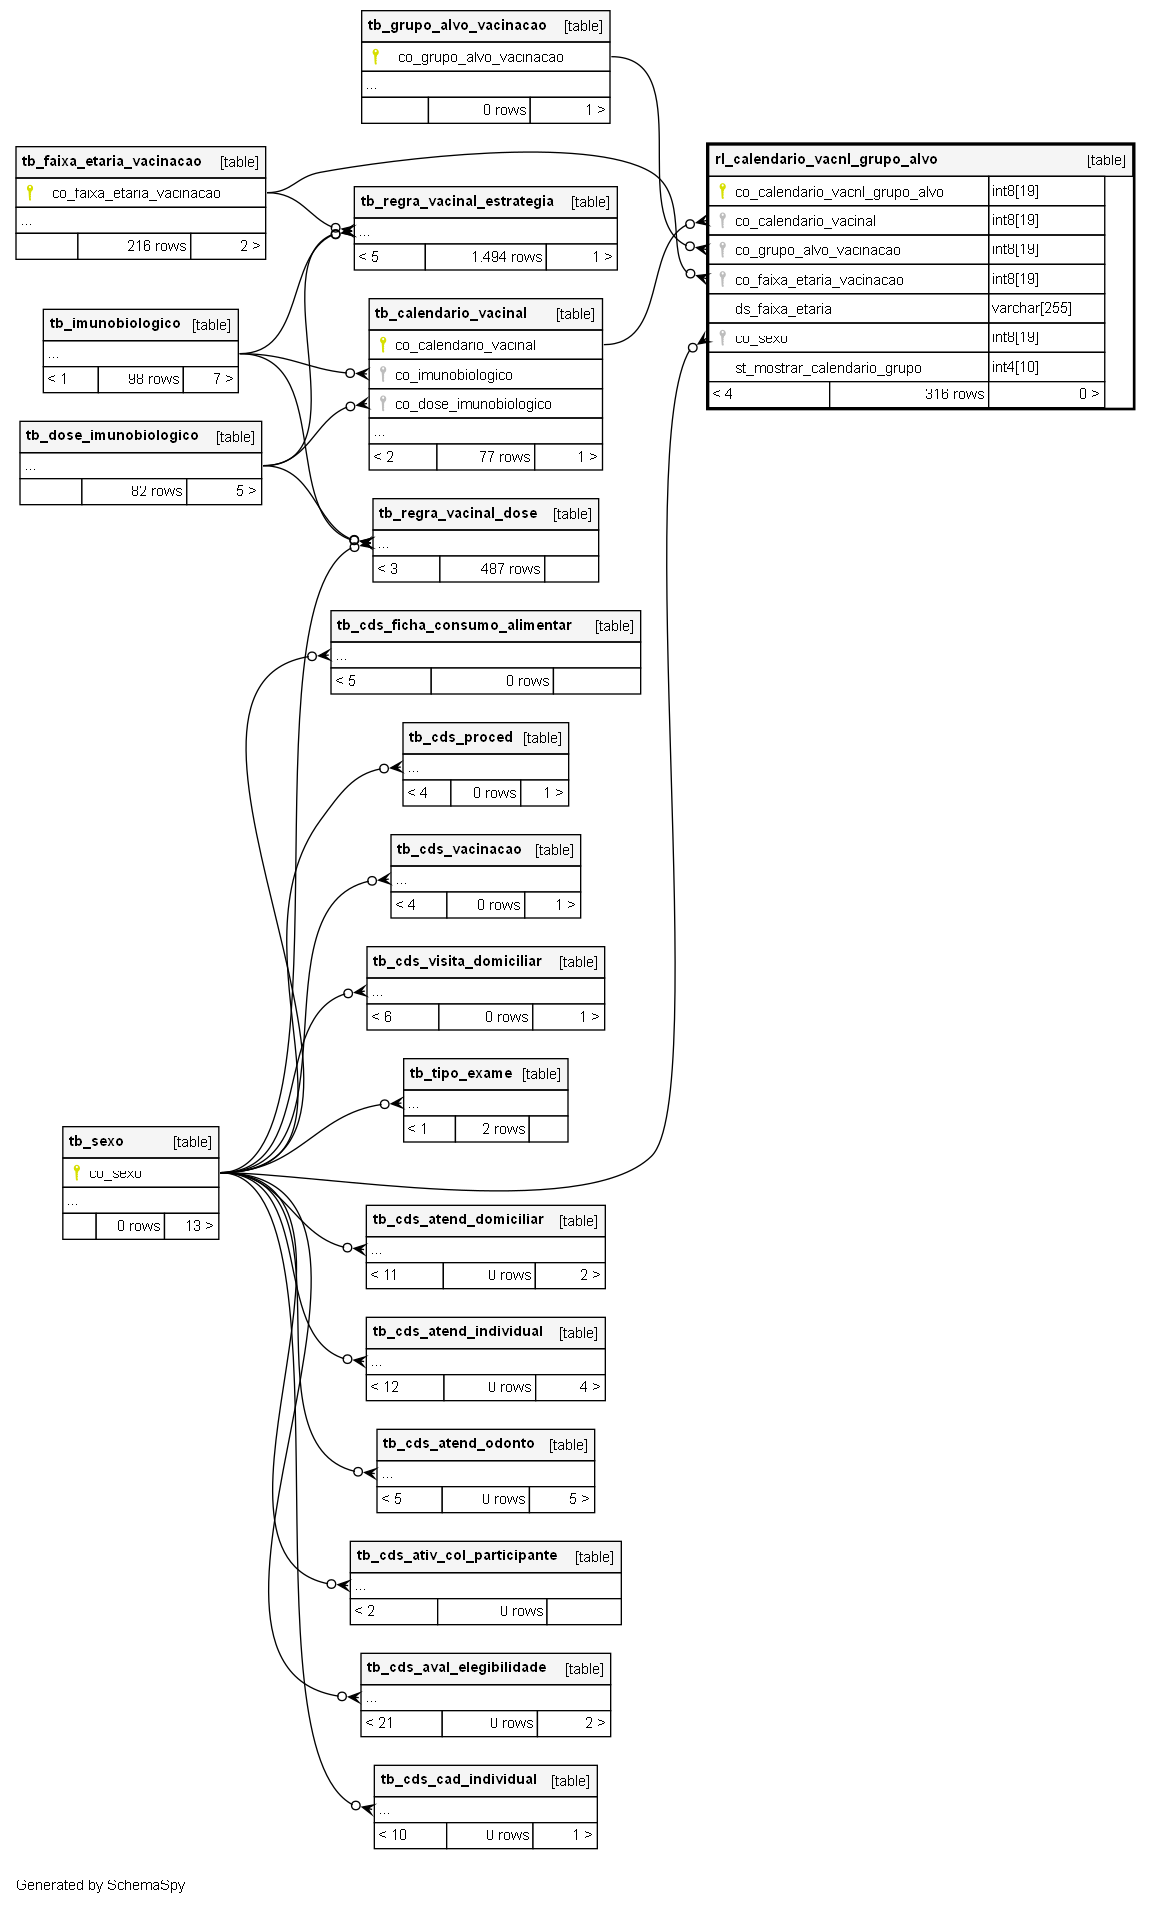 tb_grupo_alvo_vacinacao [table]
co_grupo_alvo_vacinacao
...
0 rows 1 >
tb_faixa_etaria_vacinacao [table]
co_faixa_etaria_vacinacao
...
216 rows 2 >
rl_calendario_vacnl_grupo_alvo [table]
co_calendario_vacnl_grupo_alvo int8[19]
co_calendario_vacinal int8[19]
co_grupo_alvo_vacinacao int8[19]
co_faixa_etaria_vacinacao int8[19]
ds_faixa_etaria varchar[255]
co_sexo int8[19]
st_mostrar_calendario_grupo int4[10]
< 4 316 rows 0 >
tb_regra_vacinal_estrategia [table]
...
< 5 1.494 rows 1 >
tb_imunobiologico [table]
...
< 1 98 rows 7 >
tb_calendario_vacinal [table]
co_calendario_vacinal
co_imunobiologico
co_dose_imunobiologico
...
< 2 77 rows 1 >
tb_dose_imunobiologico [table]
...
82 rows 5 >
tb_regra_vacinal_dose [table]
...
< 3 487 rows
tb_cds_ficha_consumo_alimentar [table]
...
< 5 0 rows
tb_cds_proced [table]
...
< 4 0 rows 1 >
tb_cds_vacinacao [table]
...
< 4 0 rows 1 >
tb_cds_visita_domiciliar [table]
...
< 6 0 rows 1 >
tb_tipo_exame [table]
...
< 1 2 rows
tb_sexo [table]
co_sexo
...
0 rows 13 >
tb_cds_atend_domiciliar [table]
...
< 11 0 rows 2 >
tb_cds_atend_individual [table]
...
< 12 0 rows 4 >
tb_cds_atend_odonto [table]
...
< 5 0 rows 5 >
tb_cds_ativ_col_participante [table]
...
< 2 0 rows
tb_cds_aval_elegibilidade [table]
...
< 21 0 rows 2 >
tb_cds_cad_individual [table]
...
< 10 0 rows 1 >
Generated by SchemaSpy